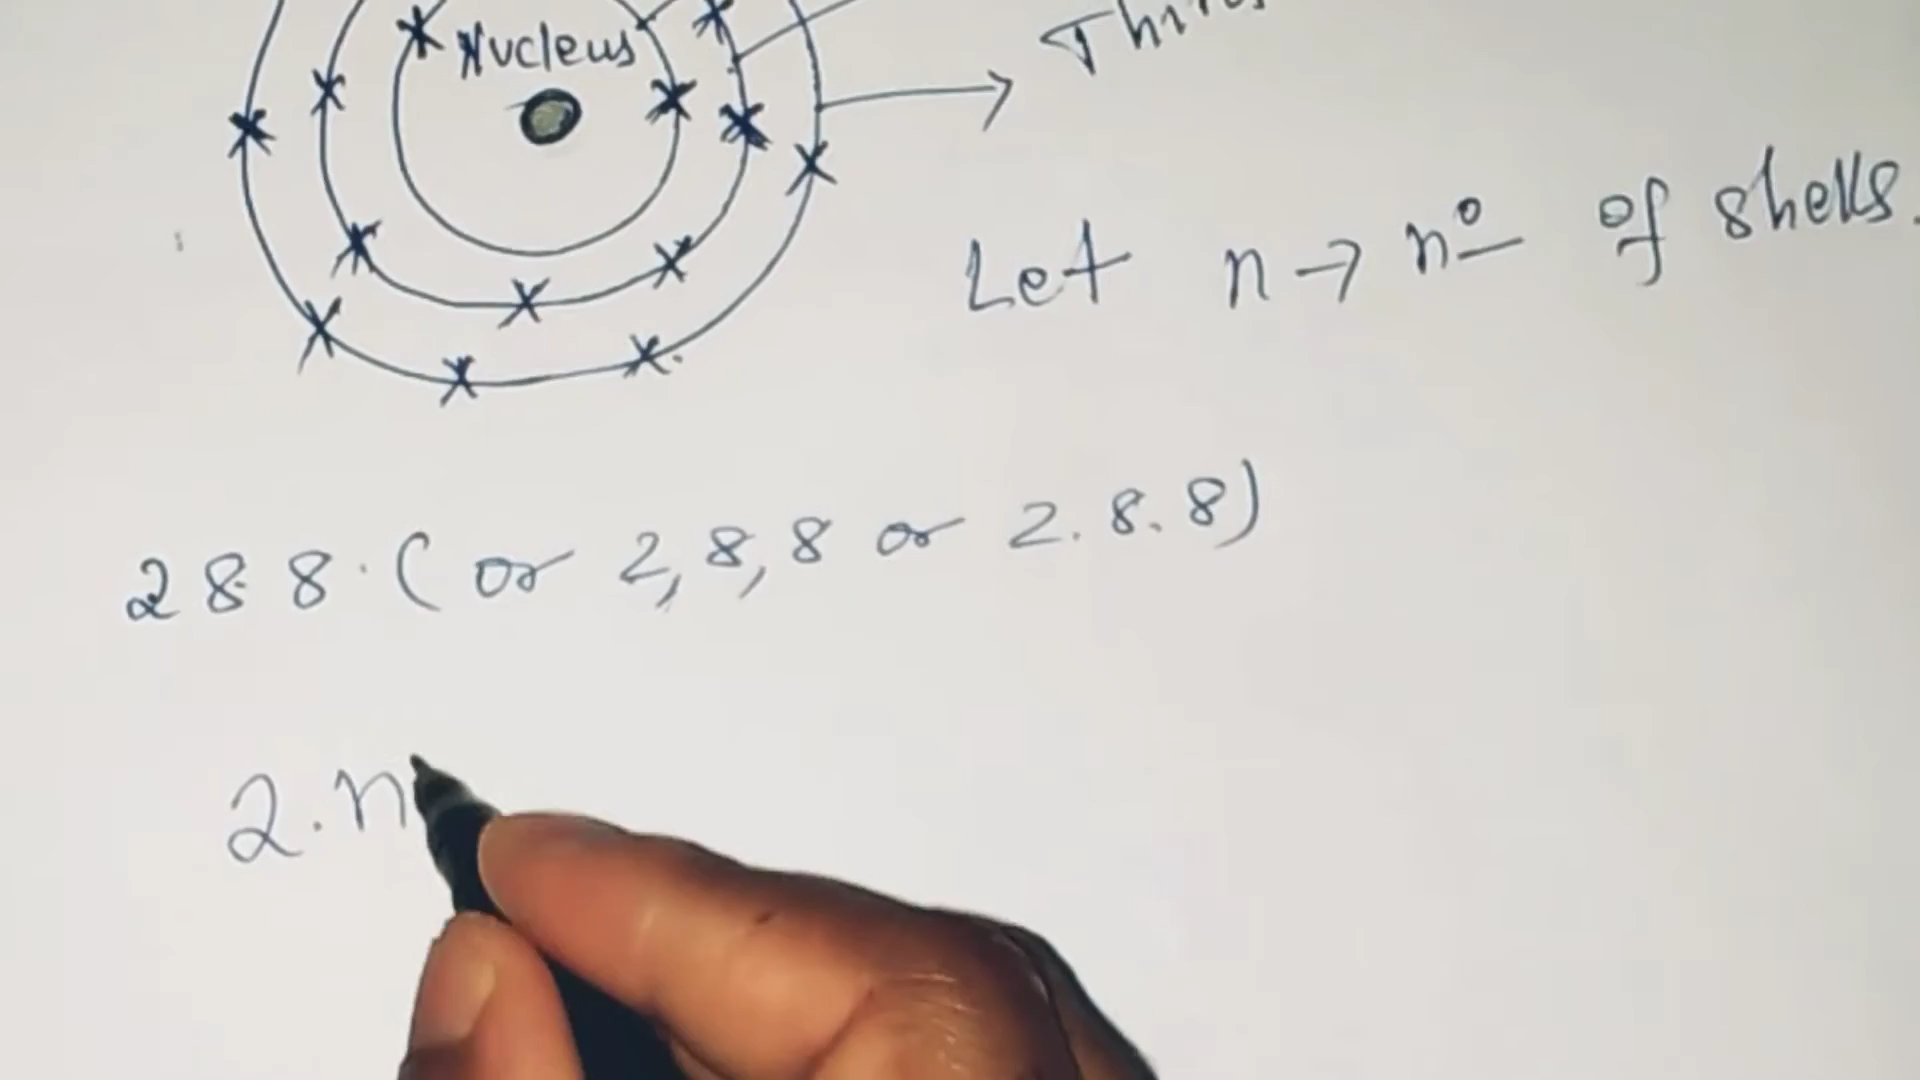 Nucleus
Let n → nº of shells.
2 8 8. (or 2, 8, 8 or 2. 8. 8)
2. n